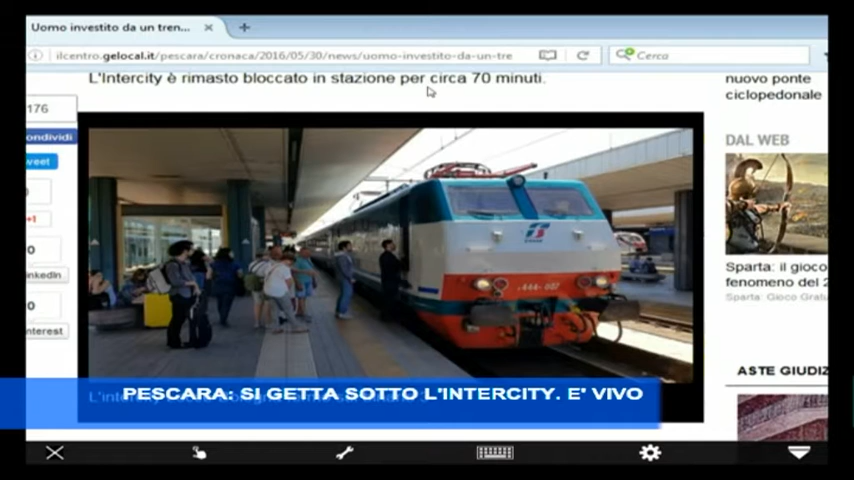 Uomo investito da un tren...
ilcentro.gelocal.it/pescara/cronaca/2016/05/30/news/uomo-investito-da-un-tre
Cerca
L'Intercity è rimasto bloccato in stazione per circa 70 minuti.
nuovo ponte
ciclopedonale
176
ondividi
weet
+1
0
inkedIn
0
interest
DAL WEB
Sparta: il gioco
fenomeno del 2
Sparta: Gioco Gratu
ASTE GIUDIZ
PESCARA: SI GETTA SOTTO L'INTERCITY. E' VIVO